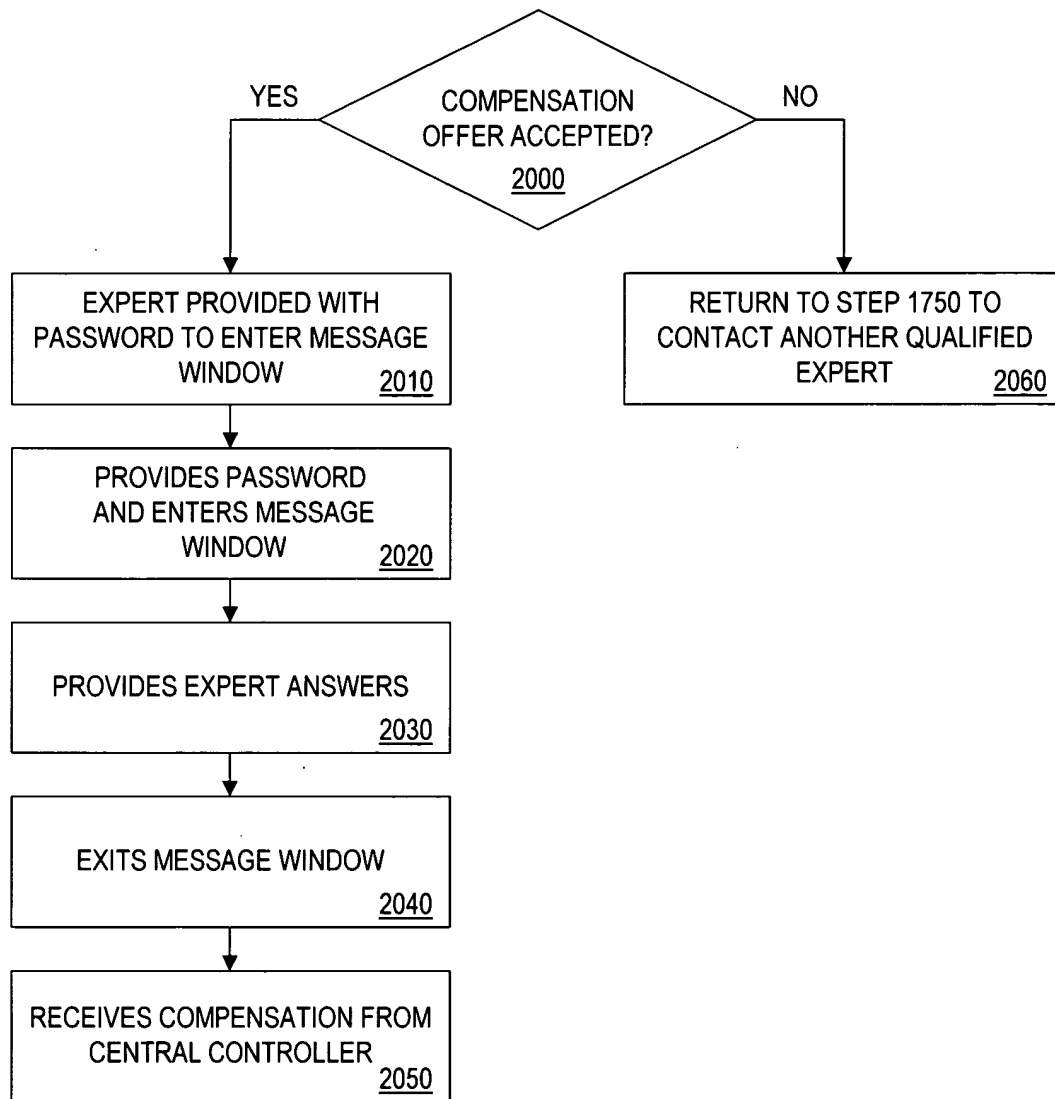 COMPENSATION
YES
NO
OFFER ACCEPTED?
2000
EXPERT PROVIDED WITH
PASSWORD TO ENTER MESSAGE
WINDOW
2010
RETURN TO STEP 1750 TO
CONTACT ANOTHER QUALIFIED
EXPERT
2060
PROVIDES PASSWORD
AND ENTERS MESSAGE
WINDOW
2020
PROVIDES EXPERT ANSWERS
2030
EXITS MESSAGE WINDOW
2040
RECEIVES COMPENSATION FROM
CENTRAL CONTROLLER
2050